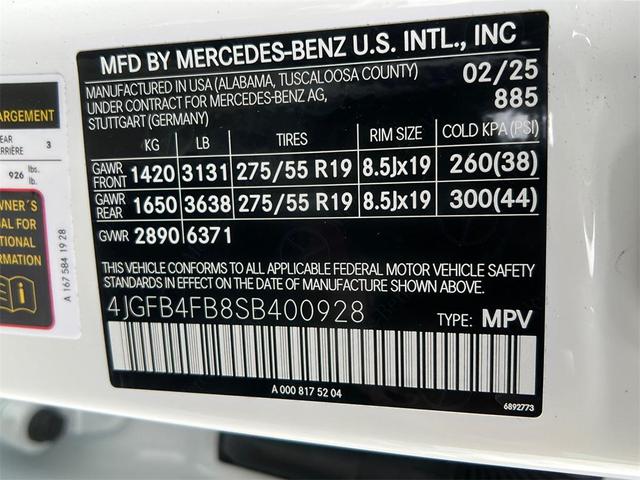 MFD BY MERCEDES-BENZ U.S. INTL., INC
MANUFACTURED IN USA (ALABAMA, TUSCALOOSA COUNTY)
UNDER CONTRACT FOR MERCEDES-BENZ AG,
STUTTGART (GERMANY)
02/25
885
KG LB TIRES RIM SIZE COLD KPA (PSI)
GAWR FRONT 1420 3131 275/55 R19 8.5Jx19 260(38)
GAWR REAR 1650 3638 275/55 R19 8.5Jx19 300(44)
GVWR 2890 6371
THIS VEHICLE CONFORMS TO ALL APPLICABLE FEDERAL MOTOR VEHICLE SAFETY
STANDARDS IN EFFECT ON THE DATE OF MANUFACTURE SHOWN ABOVE.
4JGFB4FB8SB400928
TYPE: MPV
A 000 817 52 04
6892773
ARGEMENT
EAR
RRIÈRE 3
926 lbs.
lb.
WNER´S
UAL FOR
ITIONAL
RMATION
A 167 584 19 28